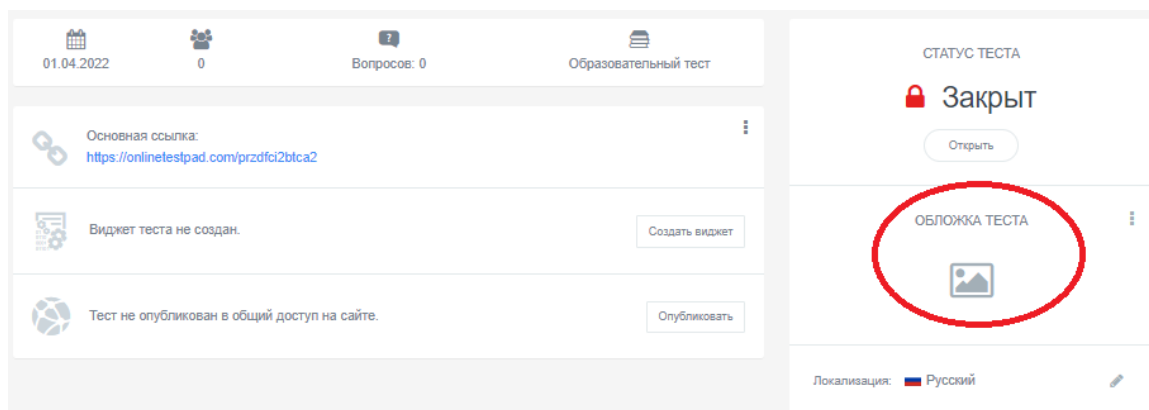 01.04.2022
0
Вопросов: 0
Образовательный тест
Основная ссылка:
https://onlinetestpad.com/przdfci2btca2
Виджет теста не создан.
Создать виджет
Тест не опубликован в общий доступ на сайте.
Опубликовать
СТАТУС ТЕСТА
Закрыт
Открыть
ОБЛОЖКА ТЕСТА
Локализация: Русский